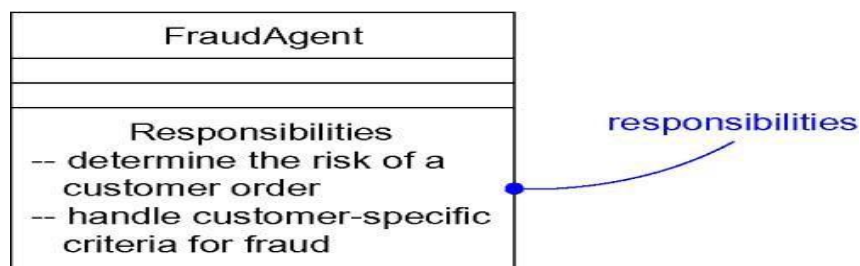 FraudAgent
Responsibilities
-- determine the risk of a
customer order
-- handle customer-specific
criteria for fraud
responsibilities